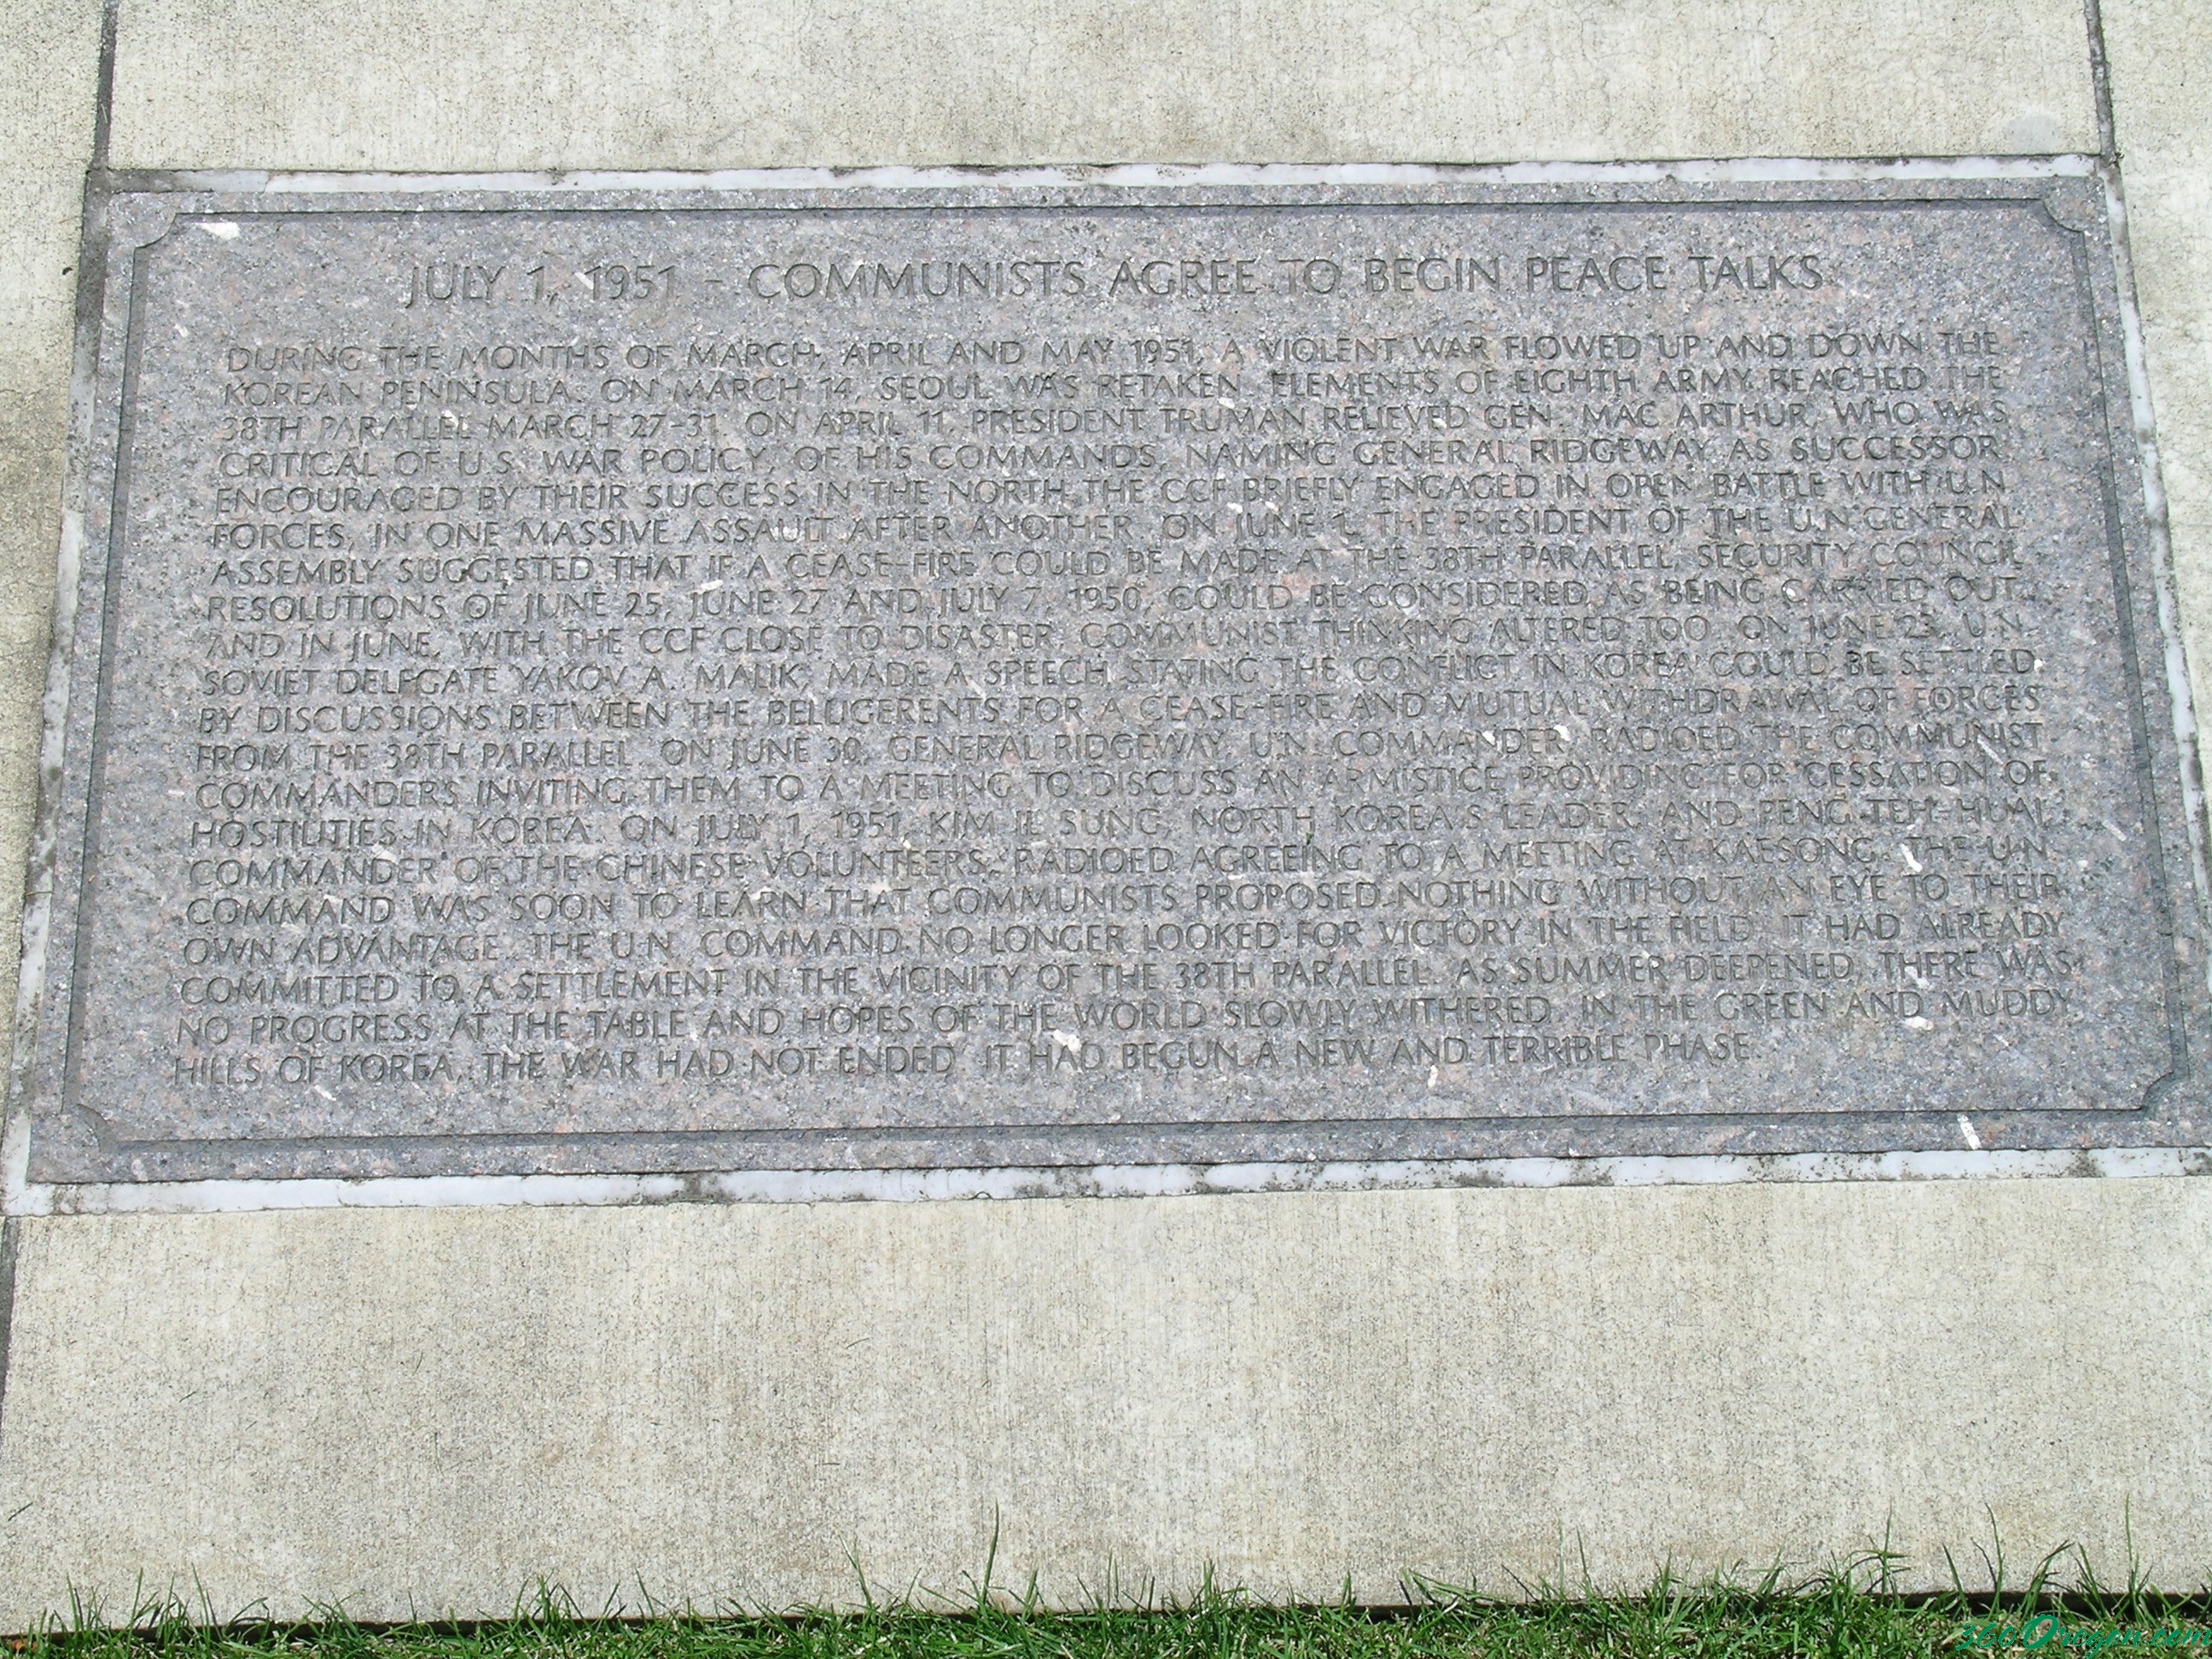 JULY 1, 1951 - COMMUNISTS AGREE TO BEGIN PEACE TALKS
DURING THE MONTHS OF MARCH, APRIL AND MAY 1951, A VIOLENT WAR FLOWED UP AND DOWN THE
KOREAN PENINSULA. ON MARCH 14, SEOUL WAS RETAKEN. ELEMENTS OF EIGHTH ARMY REACHED THE
38TH PARALLEL MARCH 27-31. ON APRIL 11, PRESIDENT TRUMAN RELIEVED GEN. MAC ARTHUR, WHO WAS
CRITICAL OF U.S. WAR POLICY, OF HIS COMMANDS, NAMING GENERAL RIDGEWAY AS SUCCESSOR.
ENCOURAGED BY THEIR SUCCESS IN THE NORTH, THE CCF BRIEFLY ENGAGED IN OPEN BATTLE WITH U.N.
FORCES, IN ONE MASSIVE ASSAULT AFTER ANOTHER. ON JUNE 1, THE PRESIDENT OF THE U.N. GENERAL
ASSEMBLY SUGGESTED THAT IF A CEASE-FIRE COULD BE MADE AT THE 38TH PARALLEL, SECURITY COUNCIL
RESOLUTIONS OF JUNE 25, JUNE 27 AND JULY 7, 1950, COULD BE CONSIDERED AS BEING CARRIED OUT.
AND IN JUNE, WITH THE CCF CLOSE TO DISASTER, COMMUNIST THINKING ALTERED TOO. ON JUNE 23, U.N.
SOVIET DELEGATE YAKOV A. MALIK, MADE A SPEECH STATING THE CONFLICT IN KOREA COULD BE SETTLED
BY DISCUSSIONS BETWEEN THE BELLIGERENTS FOR A CEASE-FIRE AND MUTUAL WITHDRAWAL OF FORCES
FROM THE 38TH PARALLEL. ON JUNE 30, GENERAL RIDGEWAY, U.N. COMMANDER, RADIOED THE COMMUNIST
COMMANDERS INVITING THEM TO A MEETING TO DISCUSS AN ARMISTICE PROVIDING FOR CESSATION OF
HOSTILITIES IN KOREA. ON JULY 1, 1951, KIM IL SUNG, NORTH KOREA'S LEADER, AND PENG TEH-HUAI,
COMMANDER OF THE CHINESE VOLUNTEERS, RADIOED AGREEING TO A MEETING AT KAESONG. THE U.N.
COMMAND WAS SOON TO LEARN THAT COMMUNISTS PROPOSED NOTHING WITHOUT AN EYE TO THEIR
OWN ADVANTAGE. THE U.N. COMMAND NO LONGER LOOKED FOR VICTORY IN THE FIELD. IT HAD ALREADY
COMMITTED TO A SETTLEMENT IN THE VICINITY OF THE 38TH PARALLEL. AS SUMMER DEEPENED, THERE WAS
NO PROGRESS AT THE TABLE AND HOPES OF THE WORLD SLOWLY WITHERED. IN THE GREEN AND MUDDY
HILLS OF KOREA, THE WAR HAD NOT ENDED. IT HAD BEGUN A NEW AND TERRIBLE PHASE.
360Oregon.com